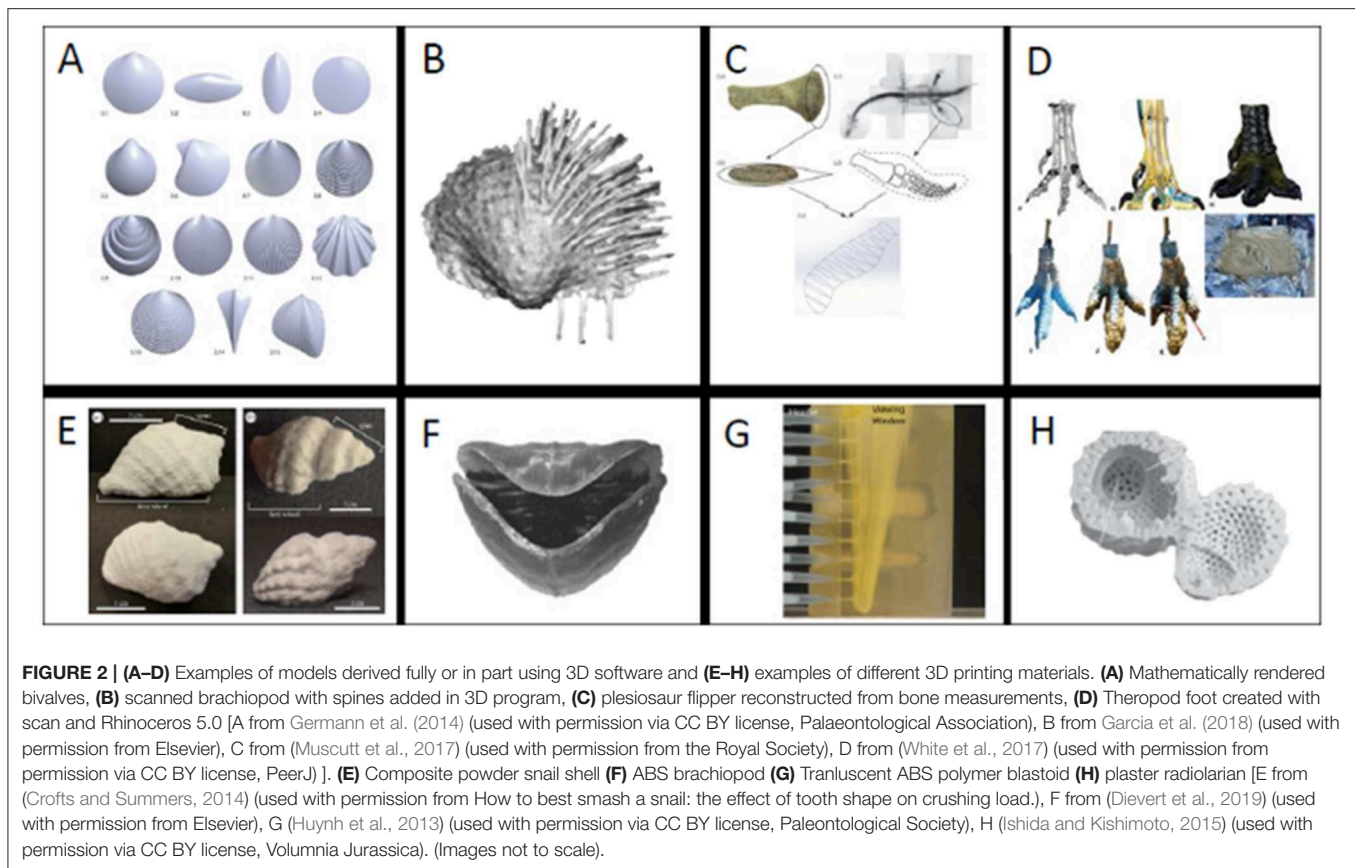 A
B
C
D
E
F
G
Viewing
Window
H
FIGURE 2 | (A–D) Examples of models derived fully or in part using 3D software and (E–H) examples of different 3D printing materials. (A) Mathematically rendered
bivalves, (B) scanned brachiopod with spines added in 3D program, (C) plesiosaur flipper reconstructed from bone measurements, (D) Theropod foot created with
scan and Rhinoceros 5.0 [A from Germann et al. (2014) (used with permission via CC BY license, Palaeontological Association), B from Garcia et al. (2018) (used with
permission from Elsevier), C from (Muscutt et al., 2017) (used with permission from the Royal Society), D from (White et al., 2017) (used with permission from
permission via CC BY license, PeerJ) ]. (E) Composite powder snail shell (F) ABS brachiopod (G) Tranluscent ABS polymer blastoid (H) plaster radiolarian [E from
(Crofts and Summers, 2014) (used with permission from How to best smash a snail: the effect of tooth shape on crushing load.), F from (Dievert et al., 2019) (used
with permission from Elsevier), G (Huynh et al., 2013) (used with permission via CC BY license, Paleontological Society), H (Ishida and Kishimoto, 2015) (used with
permission via CC BY license, Volumnia Jurassica). (Images not to scale).